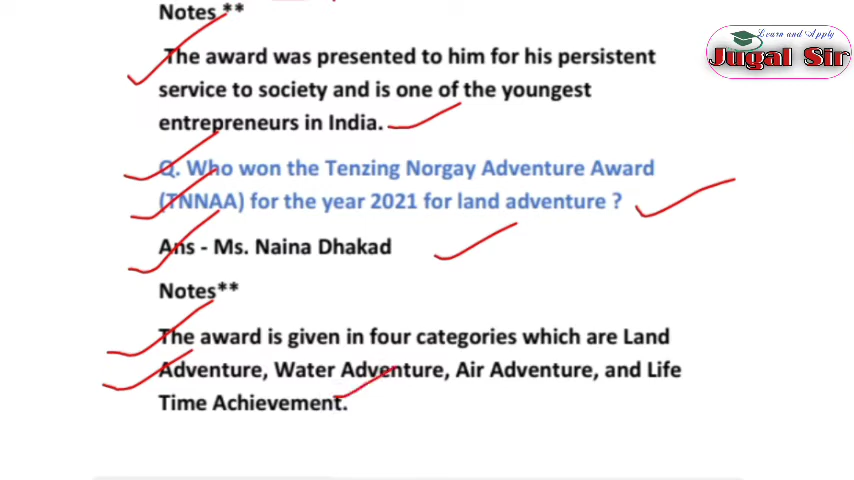 Notes **
Learn and Apply
Jugal Sir
The award was presented to him for his persistent
service to society and is one of the youngest
entrepreneurs in India.
Q. Who won the Tenzing Norgay Adventure Award
(TNNAA) for the year 2021 for land adventure ?
Ans - Ms. Naina Dhakad
Notes**
The award is given in four categories which are Land
Adventure, Water Adventure, Air Adventure, and Life
Time Achievement.